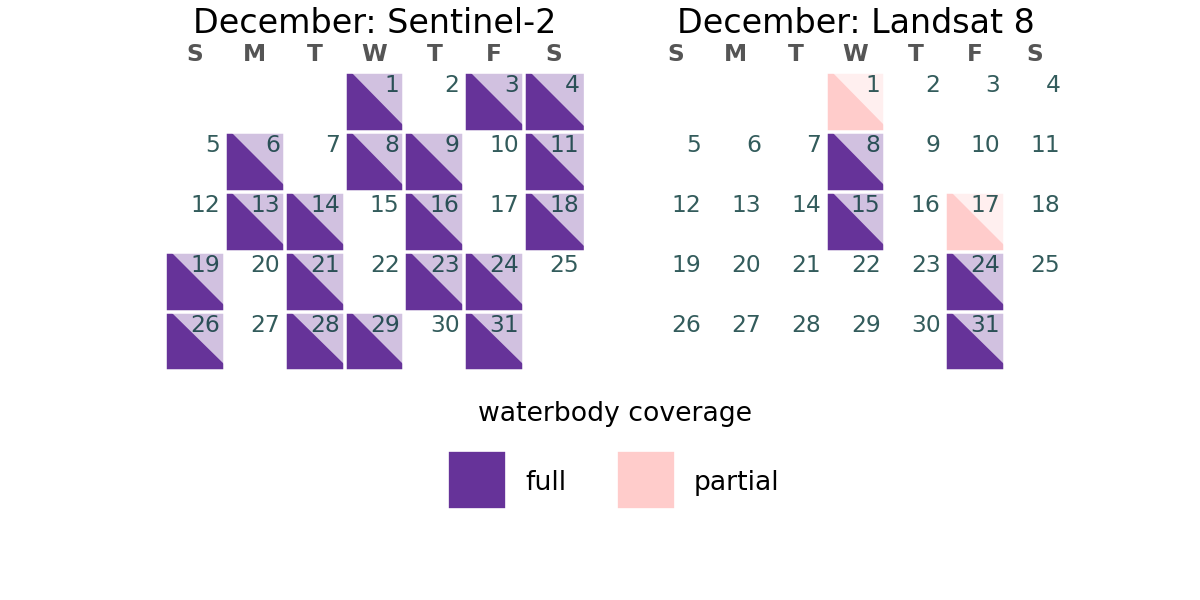 December: Sentinel-2
S M T W T F S
1 2 3 4
5 6 7 8 9 10 11
12 13 14 15 16 17 18
19 20 21 22 23 24 25
26 27 28 29 30 31
December: Landsat 8
S M T W T F S
1 2 3 4
5 6 7 8 9 10 11
12 13 14 15 16 17 18
19 20 21 22 23 24 25
26 27 28 29 30 31
waterbody coverage
full partial